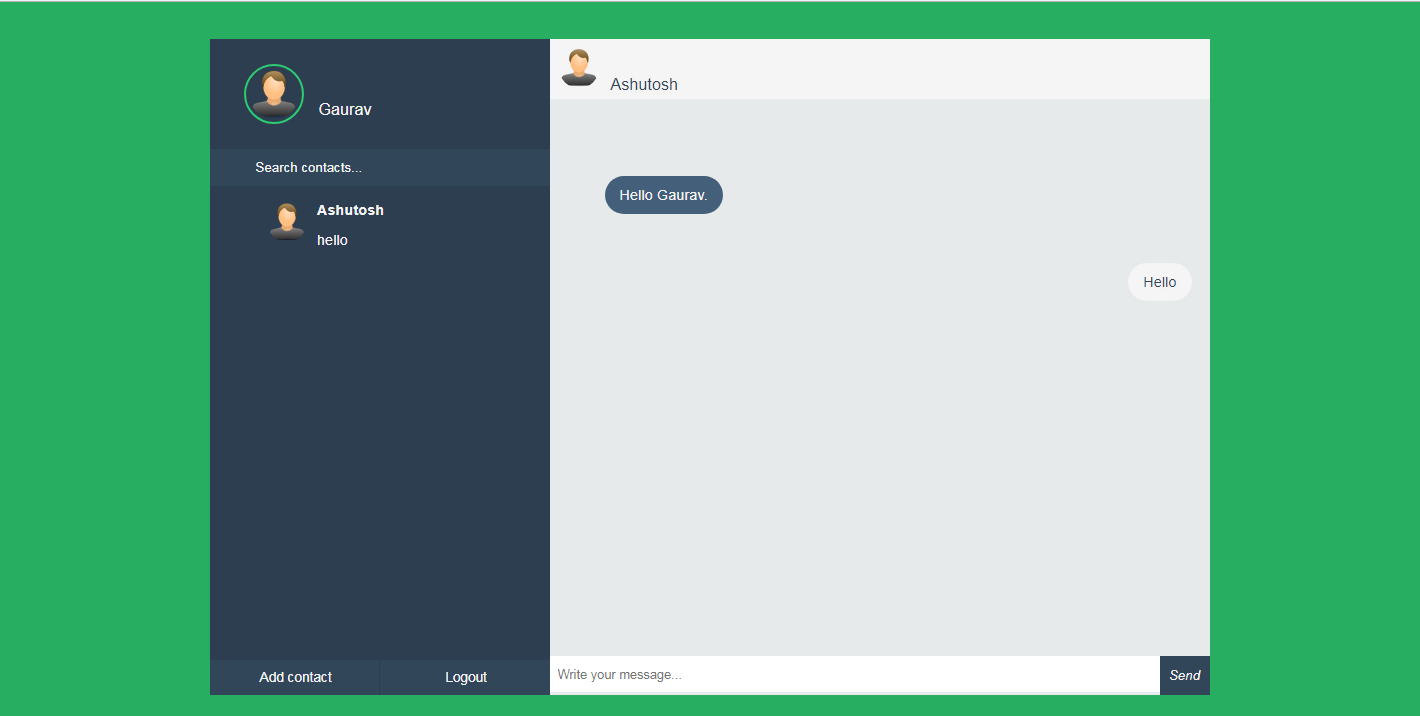 Gaurav
Search contacts...
Ashutosh
hello
Add contact
Logout
Ashutosh
Hello Gaurav.
Hello
Write your message...
Send